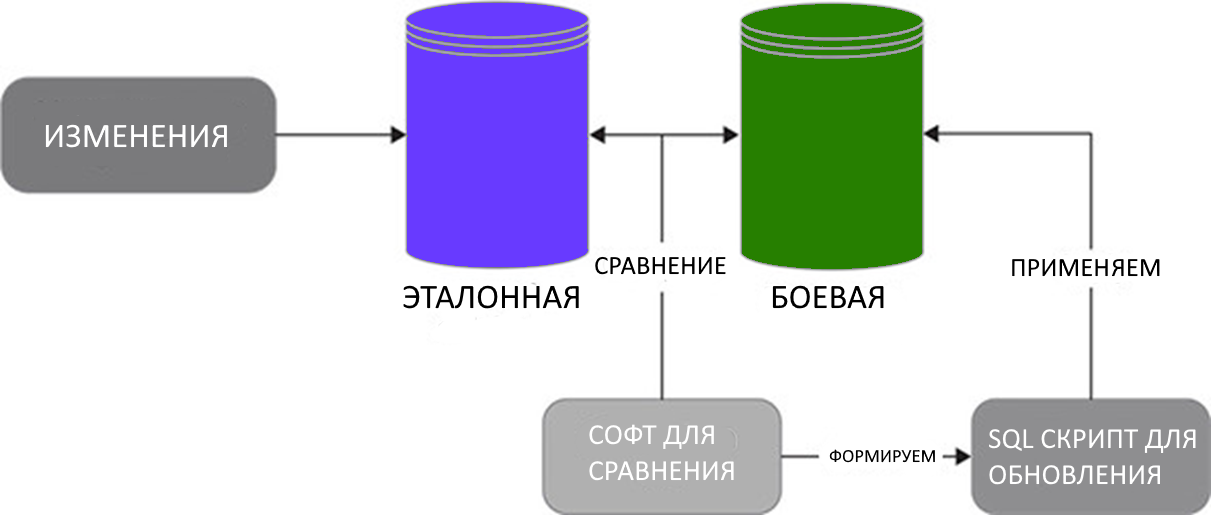 ИЗМЕНЕНИЯ
СРАВНЕНИЕ
ПРИМЕНЯЕМ
ЭТАЛОННАЯ
БОЕВАЯ
СОФТ ДЛЯ
СРАВНЕНИЯ
ФОРМИРУЕМ
SQL СКРИПТ ДЛЯ
ОБНОВЛЕНИЯ